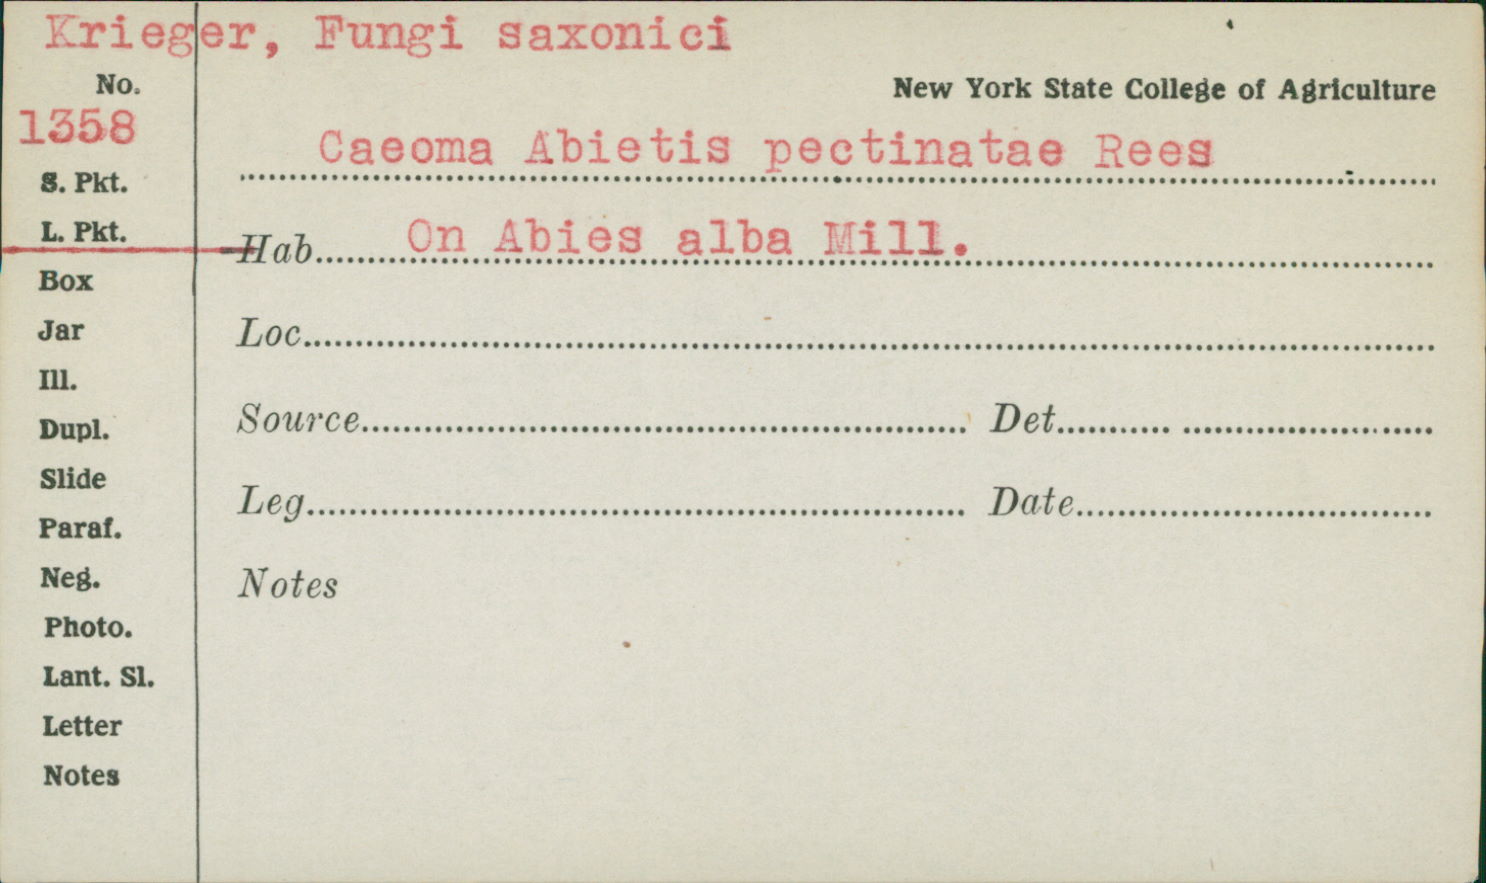 Krieger, Fungi saxonici
No.
New York State College of Agriculture
1358
Caeoma Abietis pectinatae Rees
S. Pkt.
L. Pkt.
Hab. On Abies alba Mill.
Box
Jar
Loc.
Ill.
Dupl.
Source Det.
Slide
Leg. Date
Paraf.
Neg.
Notes
Photo.
Lant. Sl.
Letter
Notes